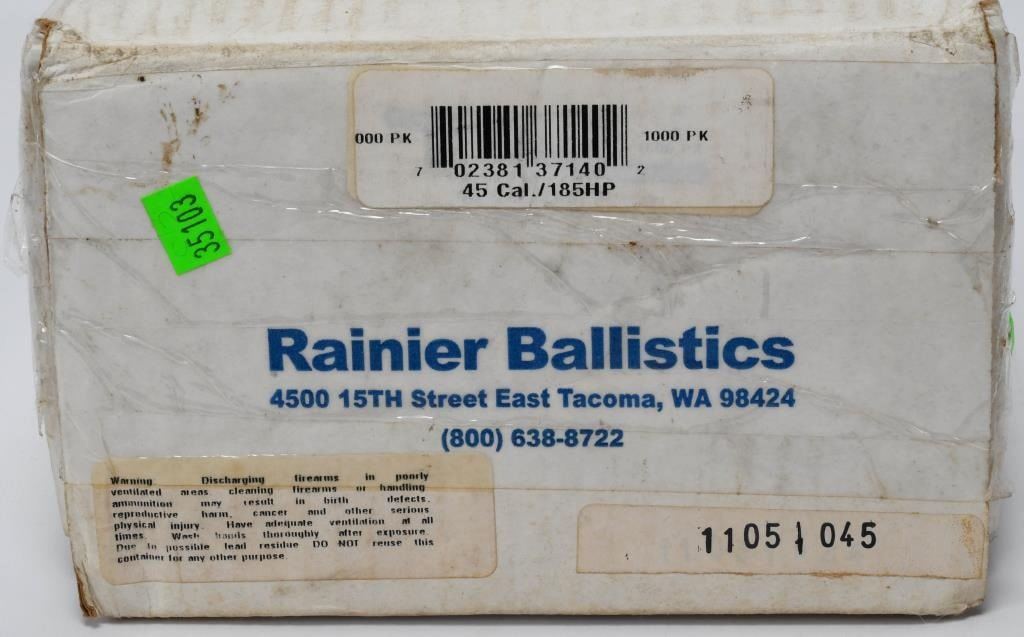 000 PK
1000 PK
7 02381 37140 2
45 Cal./185HP
35103
Rainier Ballistics
4500 15TH Street East Tacoma, WA 98424
(800) 638-8722
Warning Discharging firearms in poorly
ventilated areas, cleaning firearms or handling
ammunition may result in birth defects,
reproductive harm, cancer and other serious
physical injury. Have adequate ventilation at all
times. Wash hands thoroughly after exposure.
Due to possible lead residue DO NOT reuse this
container for any other purpose.
1105 045